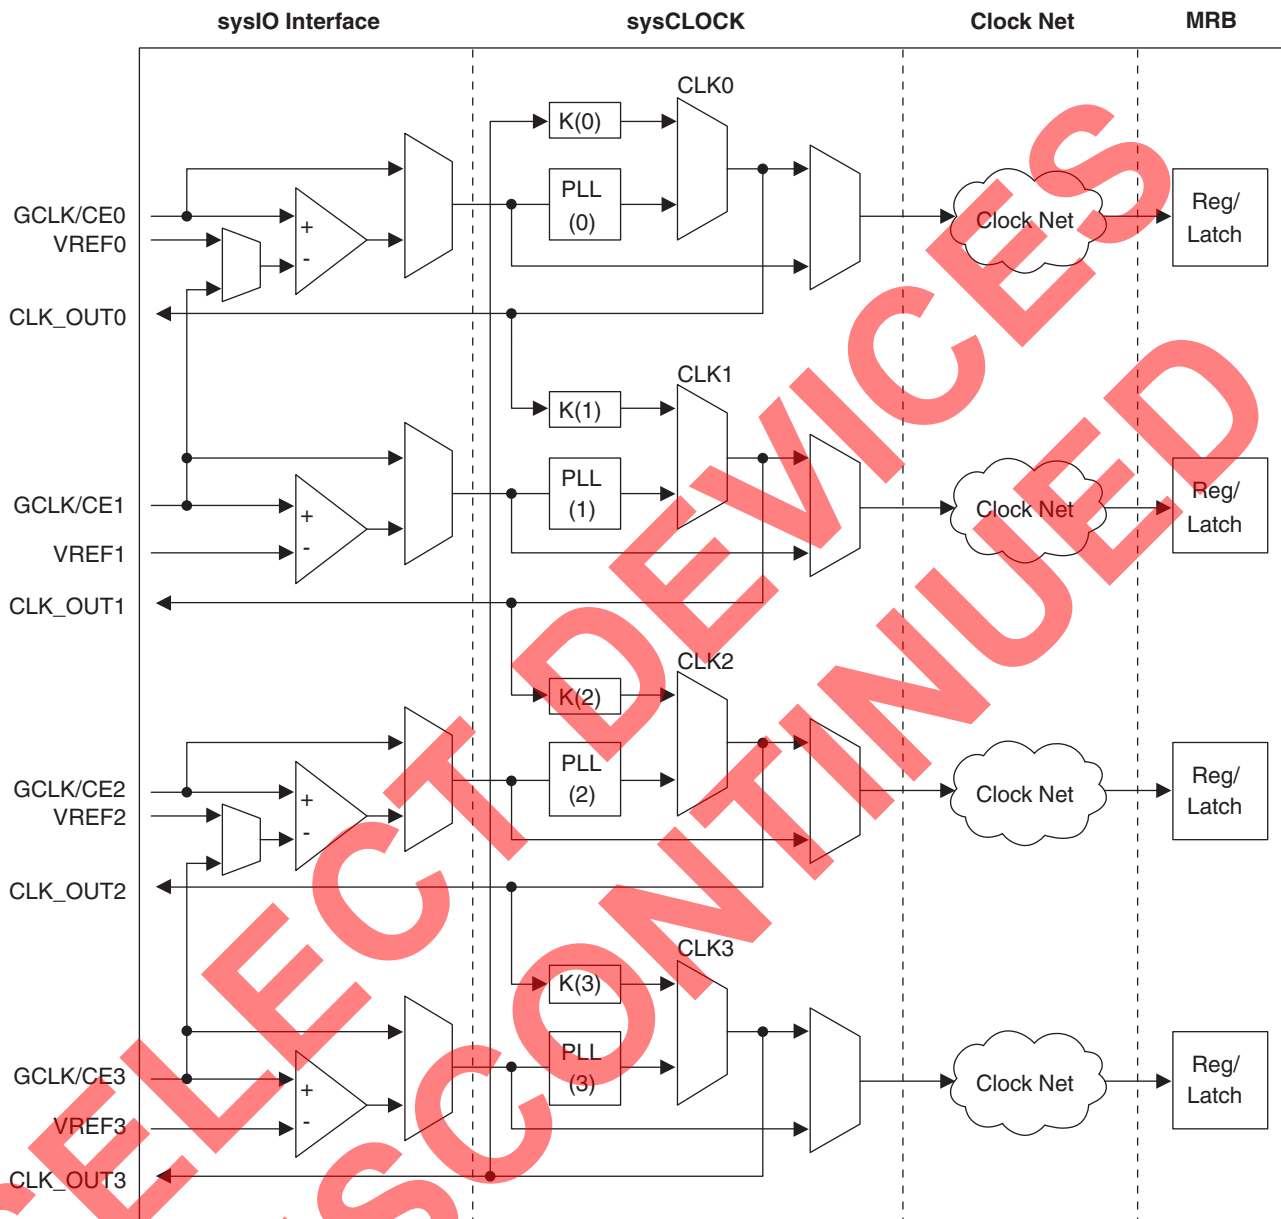 sysIO Interface sysCLOCK Clock Net MRB
CLK0
K(0)
PLL
(0)
GCLK/CE0
VREF0
+
-
Clock Net
Reg/
Latch
CLK_OUT0
CLK1
K(1)
PLL
(1)
GCLK/CE1
VREF1
+
-
Clock Net
Reg/
Latch
CLK_OUT1
CLK2
K(2)
PLL
(2)
GCLK/CE2
VREF2
+
-
Clock Net
Reg/
Latch
CLK_OUT2
CLK3
K(3)
PLL
(3)
GCLK/CE3
VREF3
+
-
Clock Net
Reg/
Latch
CLK_OUT3
SELECT DEVICES
SCONTINUED